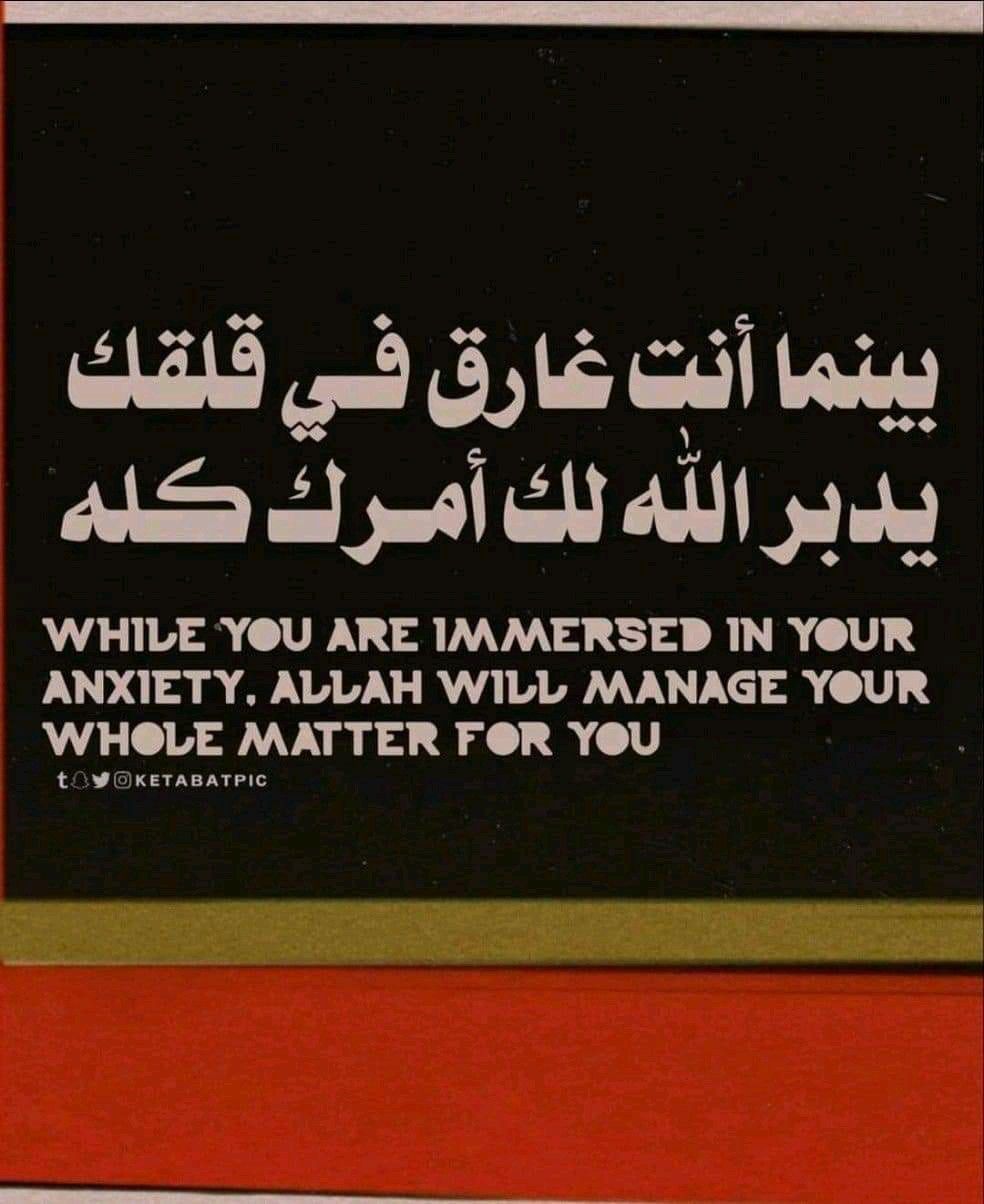 بينما أنت غارق في قلقك
يدبر الله لك أمرك كله
WHILE YOU ARE IMMERSED IN YOUR
ANXIETY, ALLAH WILL MANAGE YOUR
WHOLE MATTER FOR YOU
KETABATPIC